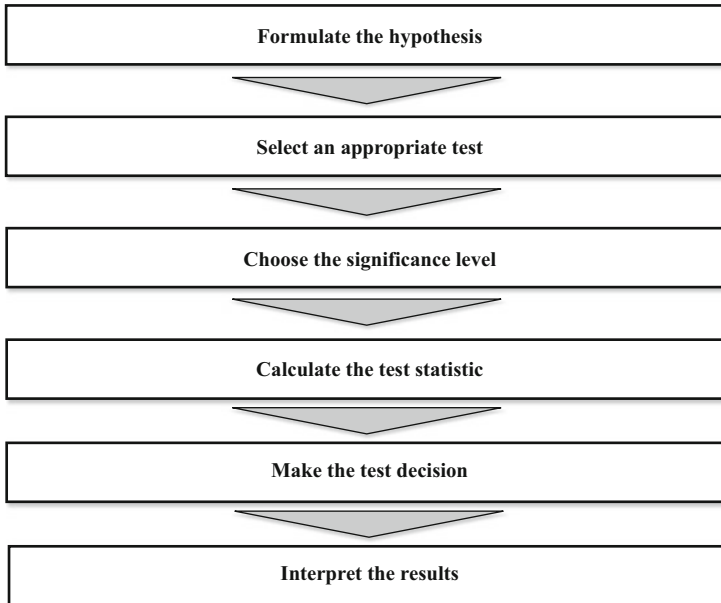 Formulate the hypothesis
Select an appropriate test
Choose the significance level
Calculate the test statistic
Make the test decision
Interpret the results